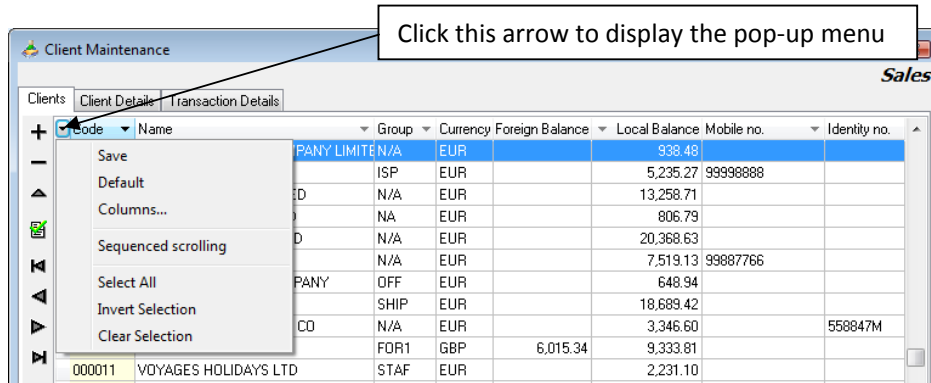 Click this arrow to display the pop-up menu
Client Maintenance
Sales
Clients Client Details Transaction Details
Code Name Group Currency Foreign Balance Local Balance Mobile no. Identity no.
Save
Default
Columns...
Sequenced scrolling
Select All
Invert Selection
Clear Selection
PANY LIMITE N/A EUR 938.48
ISP EUR 5,235.27 99998888
ED N/A EUR 13,258.71
NA EUR 806.79
D N/A EUR 20,368.63
N/A EUR 7,519.13 99887766
PANY OFF EUR 648.94
SHIP EUR 18,689.42
CO N/A EUR 3,346.60 558847M
FOR1 GBP 6,015.34 9,333.81
000011 VOYAGES HOLIDAYS LTD STAF EUR 2,231.10